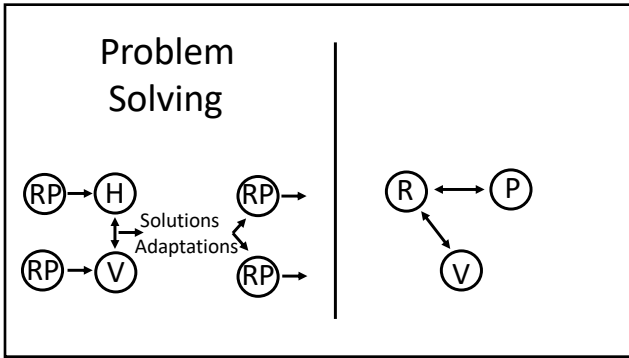 Problem
Solving
RP H RP
Solutions
Adaptations
RP V RP
R P
V